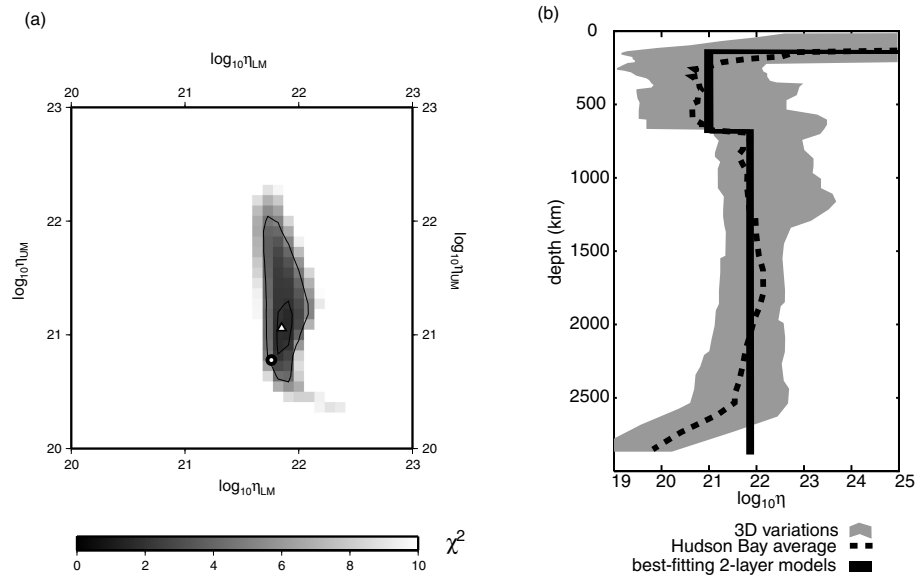 (a)
log₁₀ηLM
20 21 22 23
23 23
22 22
21 21
20 20
log₁₀ηUM
log₁₀ηUM
20 21 22 23
log₁₀ηLM
0 2 4 6 8 10
χ²
(b)
0
500
1000
1500
2000
2500
depth (km)
19 20 21 22 23 24 25
log₁₀η
3D variations
Hudson Bay average
best-fitting 2-layer models